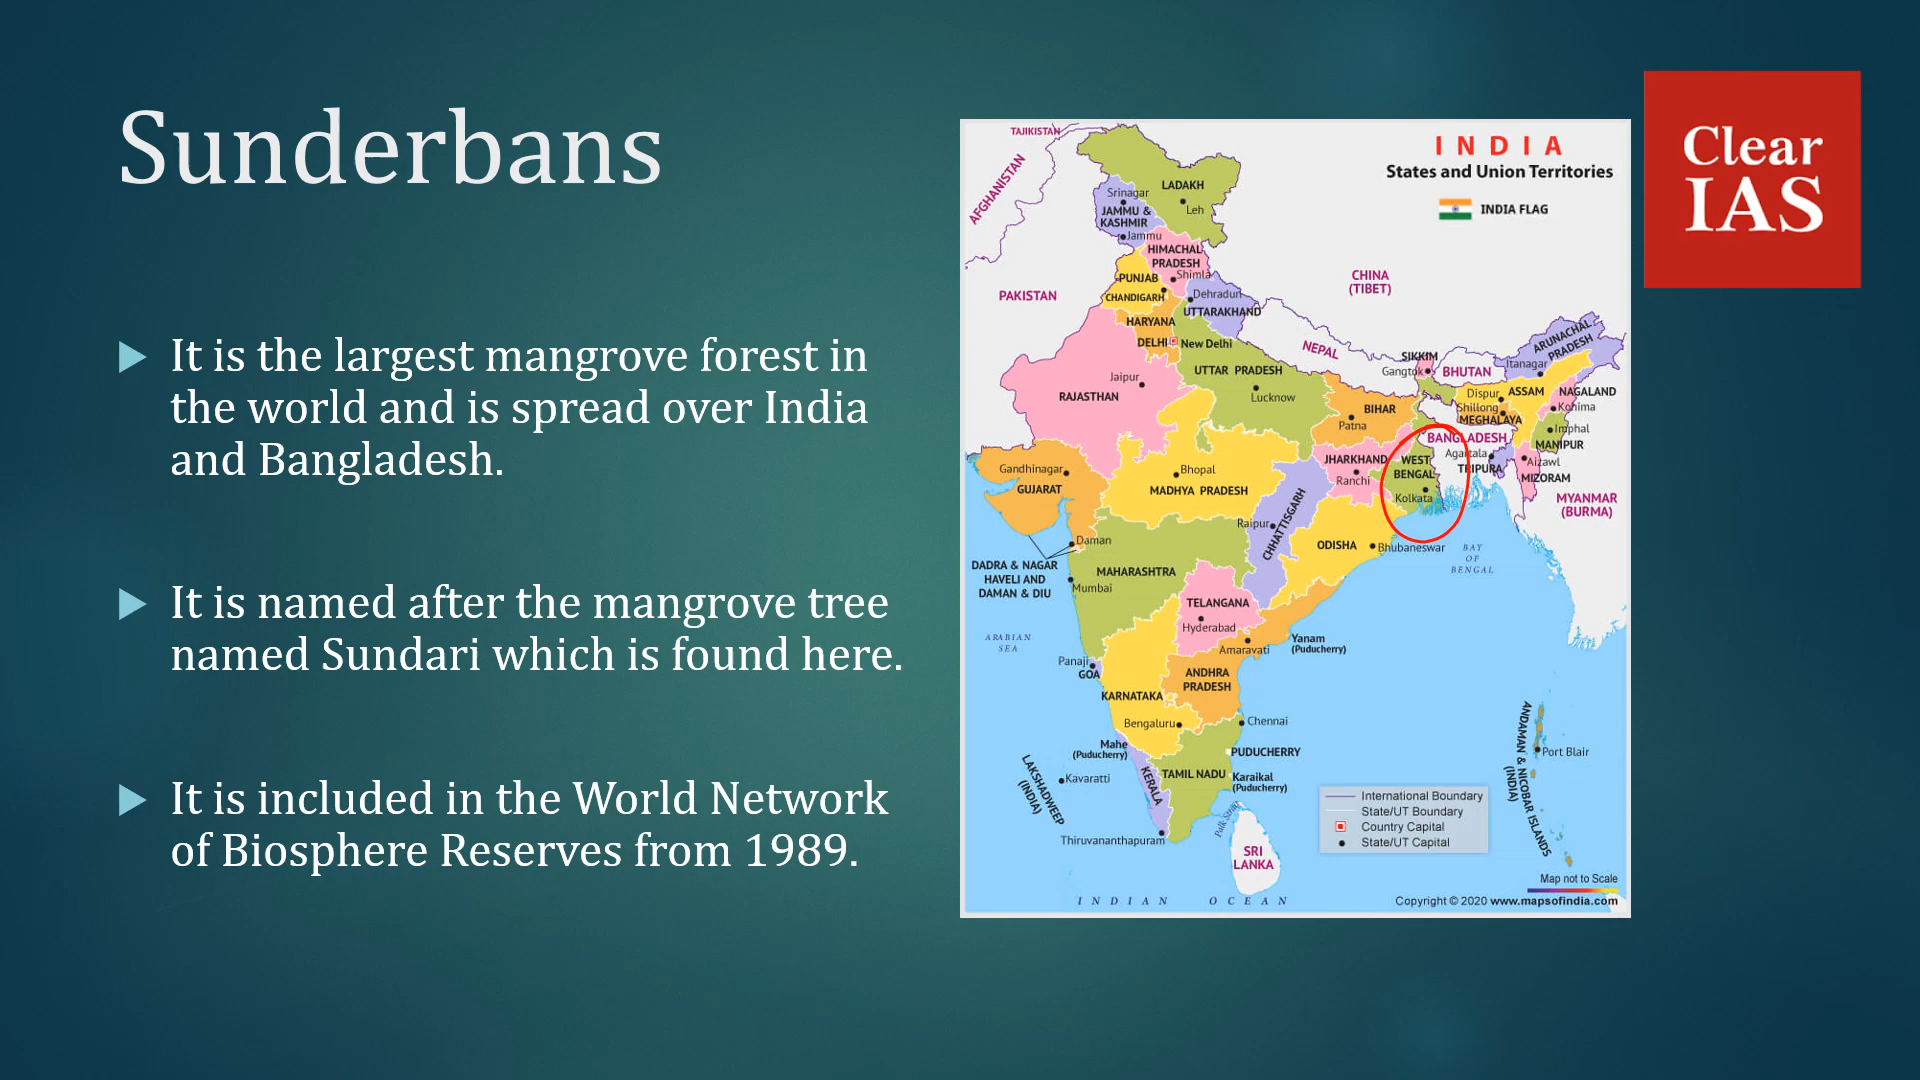 Sunderbans
It is the largest mangrove forest in
the world and is spread over India
and Bangladesh.
It is named after the mangrove tree
named Sundari which is found here.
It is included in the World Network
of Biosphere Reserves from 1989.
Clear
IAS
INDIA
States and Union Territories
INDIA FLAG
TAJIKISTAN
AFGHANISTAN
PAKISTAN
CHINA
(TIBET)
NEPAL
BHUTAN
BANGLADESH
MYANMAR
(BURMA)
SRI
LANKA
LADAKH
Leh
Srinagar
JAMMU &
KASHMIR
Jammu
HIMACHAL
PRADESH
Shimla
PUNJAB
CHANDIGARH
Dehradun
UTTARAKHAND
HARYANA
DELHI
New Delhi
UTTAR PRADESH
Lucknow
Jaipur
RAJASTHAN
SIKKIM
Gangtok
ARUNACHAL
PRADESH
Itanagar
Dispur
ASSAM
NAGALAND
Kohima
Shillong
MEGHALAYA
Imphal
MANIPUR
Agartala
TRIPURA
Aizawl
MIZORAM
BIHAR
Patna
JHARKHAND
Ranchi
WEST
BENGAL
Kolkata
Gandhinagar
GUJARAT
Bhopal
MADHYA PRADESH
Raipur
CHHATTISGARH
ODISHA
Bhubaneswar
BAY
OF
BENGAL
Daman
DADRA & NAGAR
HAVELI AND
DAMAN & DIU
MAHARASHTRA
Mumbai
TELANGANA
Hyderabad
ARABIAN
SEA
Yanam
(Puducherry)
Amaravati
Panaji
GOA
ANDHRA
PRADESH
KARNATAKA
Bengaluru
Chennai
Mahe
(Puducherry)
PUDUCHERRY
TAMIL NADU
Karaikal
(Puducherry)
KERALA
LAKSHADWEEP
(INDIA)
Kavaratti
Thiruvananthapuram
Palk Strait
ANDAMAN & NICOBAR ISLANDS
(INDIA)
Port Blair
International Boundary
State/UT Boundary
Country Capital
State/UT Capital
Map not to Scale
INDIAN OCEAN
Copyright © 2020 www.mapsofindia.com